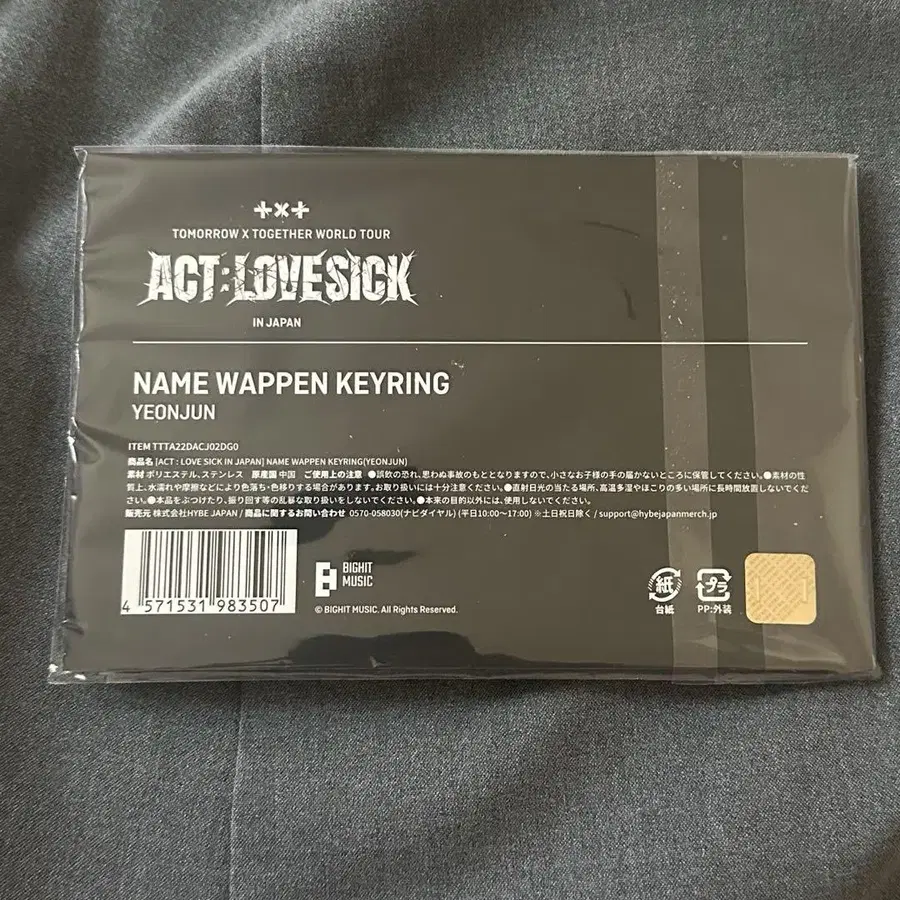 TOMORROW X TOGETHER WORLD TOUR
ACT:LOVESICK
IN JAPAN
NAME WAPPEN KEYRING
YEONJUN
ITEM TTTA22DACJ02DG0
商品名 [ACT : LOVE SICK IN JAPAN] NAME WAPPEN KEYRING(YEONJUN)
素材 ポリエステル、ステンレス 原産国 中国 ご使用上の注意 ●誤飲の恐れ、思わぬ事故のもととなりますので、小さなお子様の手の届かないところに保管してください。●素材の性
質上、水濡れや摩擦などにより色落ち・色移りする場合があります。お取り扱いには十分注意ください。●直射日光の当たる場所、高温多湿やほこりの多い場所に長時間放置しないでくだ
さい。●本品をぶつけたり、振り回す等の乱暴な取り扱いをしないでください。●本来の目的以外には、使用しないでください。
販売元 株式会社HYBE JAPAN / 商品に関するお問い合わせ 0570-058030(ナビダイヤル) (平日10:00〜17:00) ※土日祝日除く / support@hybejapanmerch.jp
4 571531 983507
BIGHIT
MUSIC
© BIGHIT MUSIC. All Rights Reserved.
紙
台紙
プラ
PP:外装